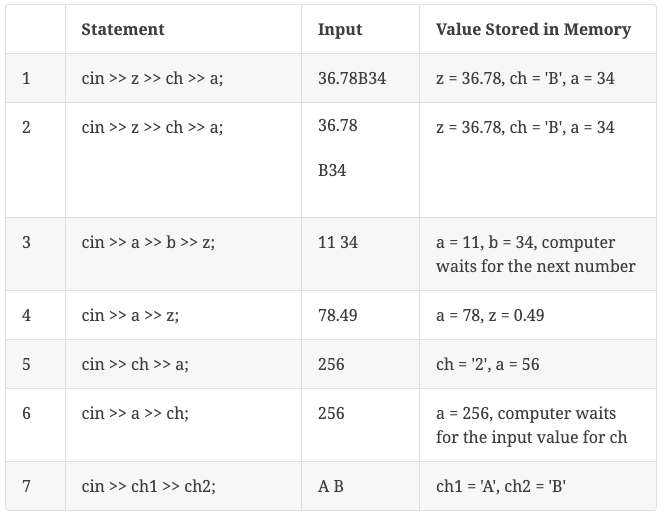 Statement Input Value Stored in Memory
1 cin >> z >> ch >> a; 36.78B34 z = 36.78, ch = 'B', a = 34
2 cin >> z >> ch >> a; 36.78 z = 36.78, ch = 'B', a = 34
B34
3 cin >> a >> b >> z; 11 34 a = 11, b = 34, computer
waits for the next number
4 cin >> a >> z; 78.49 a = 78, z = 0.49
5 cin >> ch >> a; 256 ch = '2', a = 56
6 cin >> a >> ch; 256 a = 256, computer waits
for the input value for ch
7 cin >> ch1 >> ch2; A B ch1 = 'A', ch2 = 'B'